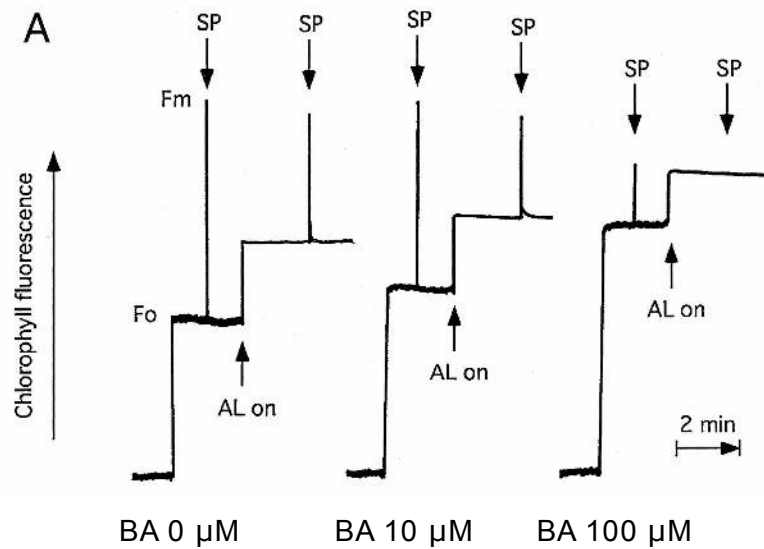 A
SP
SP
SP
SP
SP
SP
Fm
Fo
Chlorophyll fluorescence
AL on
AL on
AL on
2 min
BA 0 µM
BA 10 µM
BA 100 µM